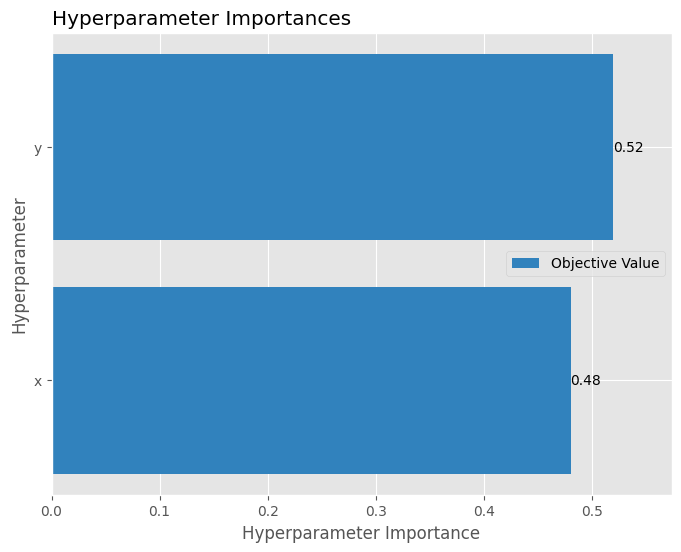 Hyperparameter Importances
y
0.52
Objective Value
Hyperparameter
x
0.48
0.0 0.1 0.2 0.3 0.4 0.5
Hyperparameter Importance